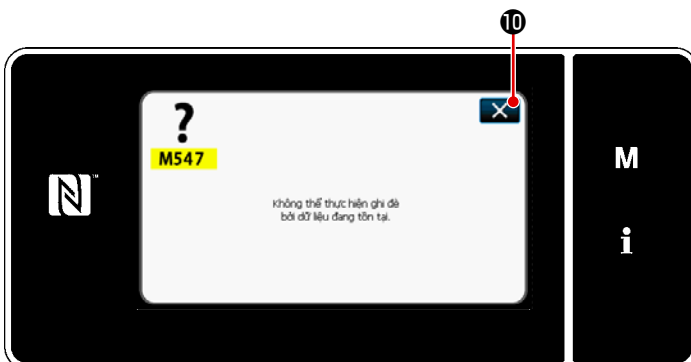 ❿
?
M547
Không thể thực hiện ghi đè
bởi dữ liệu đang tồn tại.
M
i